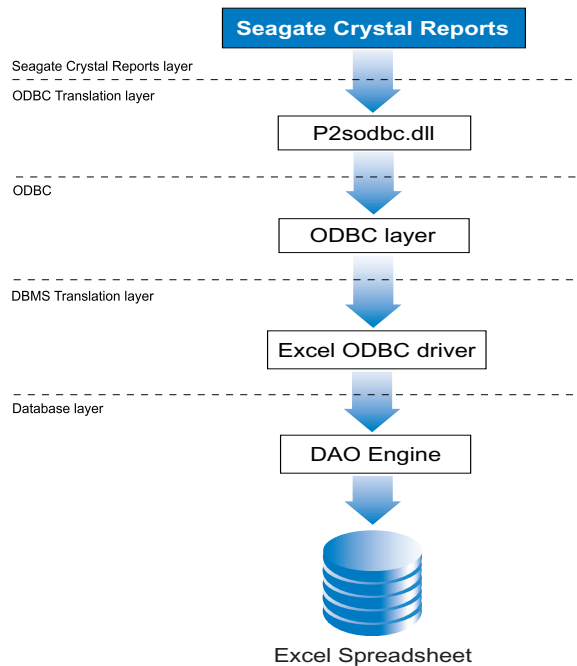 Seagate Crystal Reports
Seagate Crystal Reports layer
ODBC Translation layer
P2sodbc.dll
ODBC
ODBC layer
DBMS Translation layer
Excel ODBC driver
Database layer
DAO Engine
Excel Spreadsheet